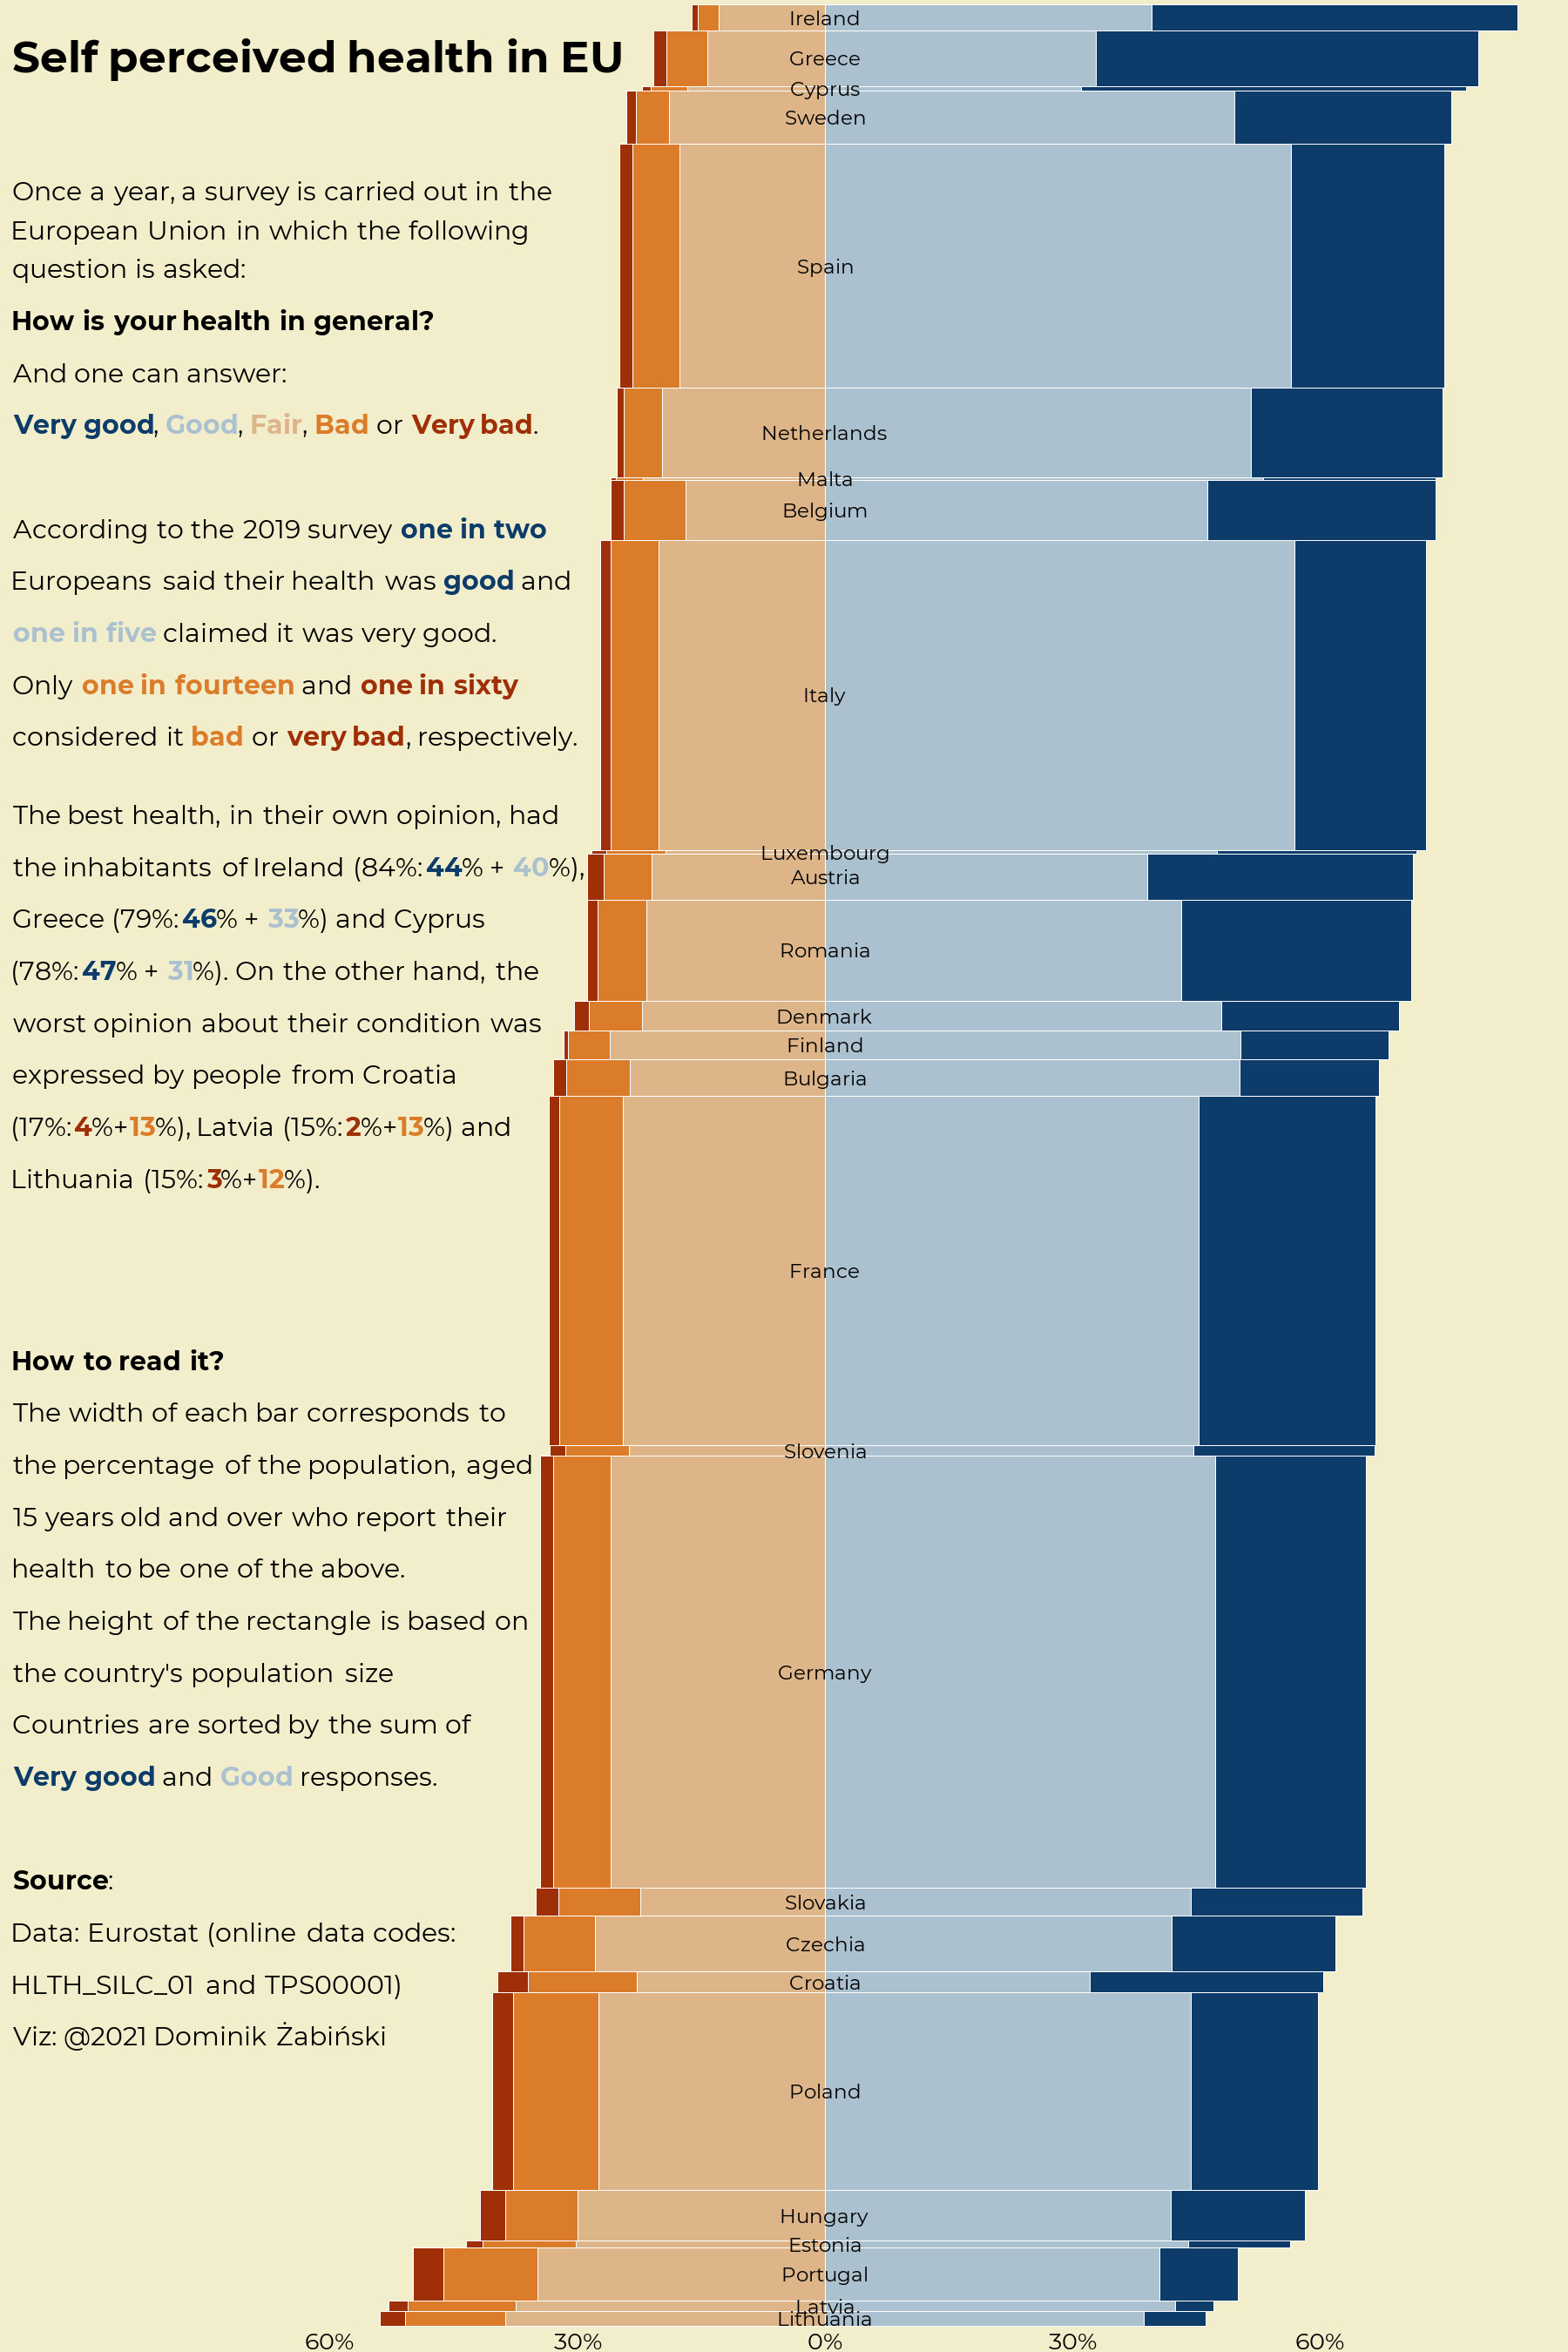 Self perceived health in EU
Once a year, a survey is carried out in the
European Union in which the following
question is asked:
How is your health in general?
And one can answer:
Very good, Good, Fair, Bad or Very bad.
According to the 2019 survey one in two
Europeans said their health was good and
one in five claimed it was very good.
Only one in fourteen and one in sixty
considered it bad or very bad, respectively.
The best health, in their own opinion, had
the inhabitants of Ireland (84%: 44% + 40%),
Greece (79%: 46% + 33%) and Cyprus
(78%: 47% + 31%). On the other hand, the
worst opinion about their condition was
expressed by people from Croatia
(17%: 4%+13%), Latvia (15%: 2%+13%) and
Lithuania (15%: 3%+12%).
How to read it?
The width of each bar corresponds to
the percentage of the population, aged
15 years old and over who report their
health to be one of the above.
The height of the rectangle is based on
the country's population size
Countries are sorted by the sum of
Very good and Good responses.
Source:
Data: Eurostat (online data codes:
HLTH_SILC_01 and TPS00001)
Viz: @2021 Dominik Żabiński
Ireland
Greece
Cyprus
Sweden
Spain
Netherlands
Malta
Belgium
Italy
Luxembourg
Austria
Romania
Denmark
Finland
Bulgaria
France
Slovenia
Germany
Slovakia
Czechia
Croatia
Poland
Hungary
Estonia
Portugal
Latvia
Lithuania
60% 30% 0% 30% 60%